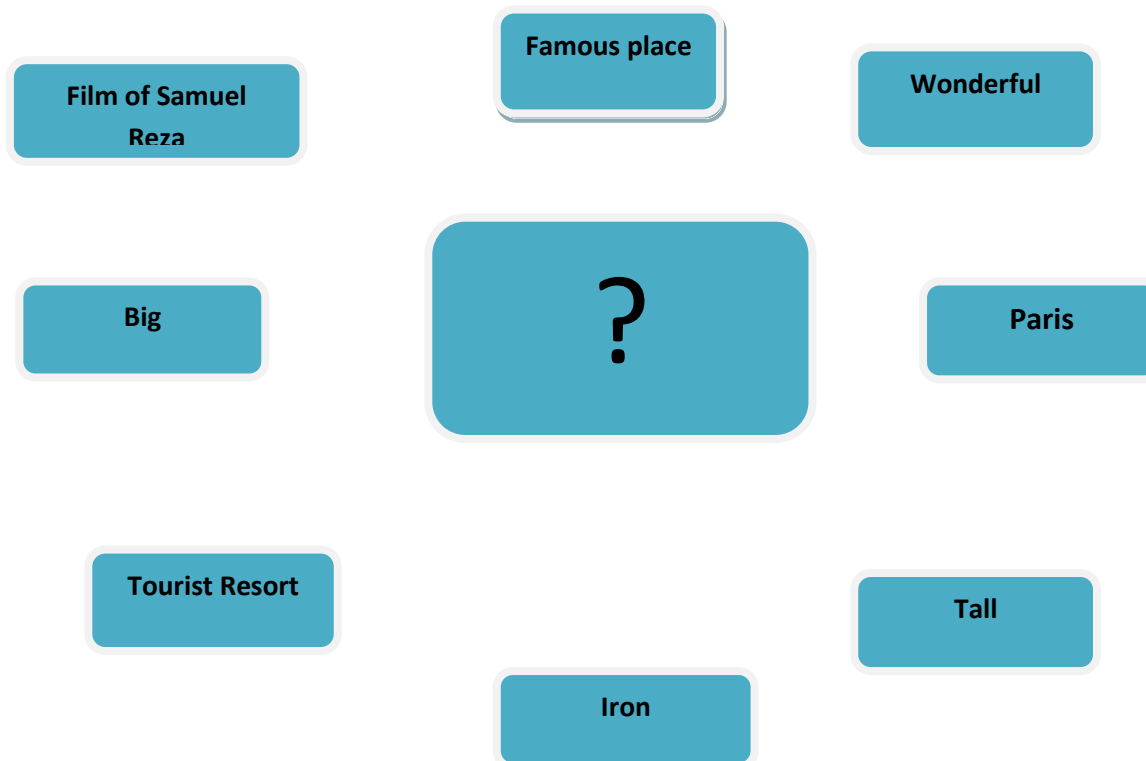 Famous place
Film of Samuel
Reza
Wonderful
?
Big
Paris
Tourist Resort
Tall
Iron